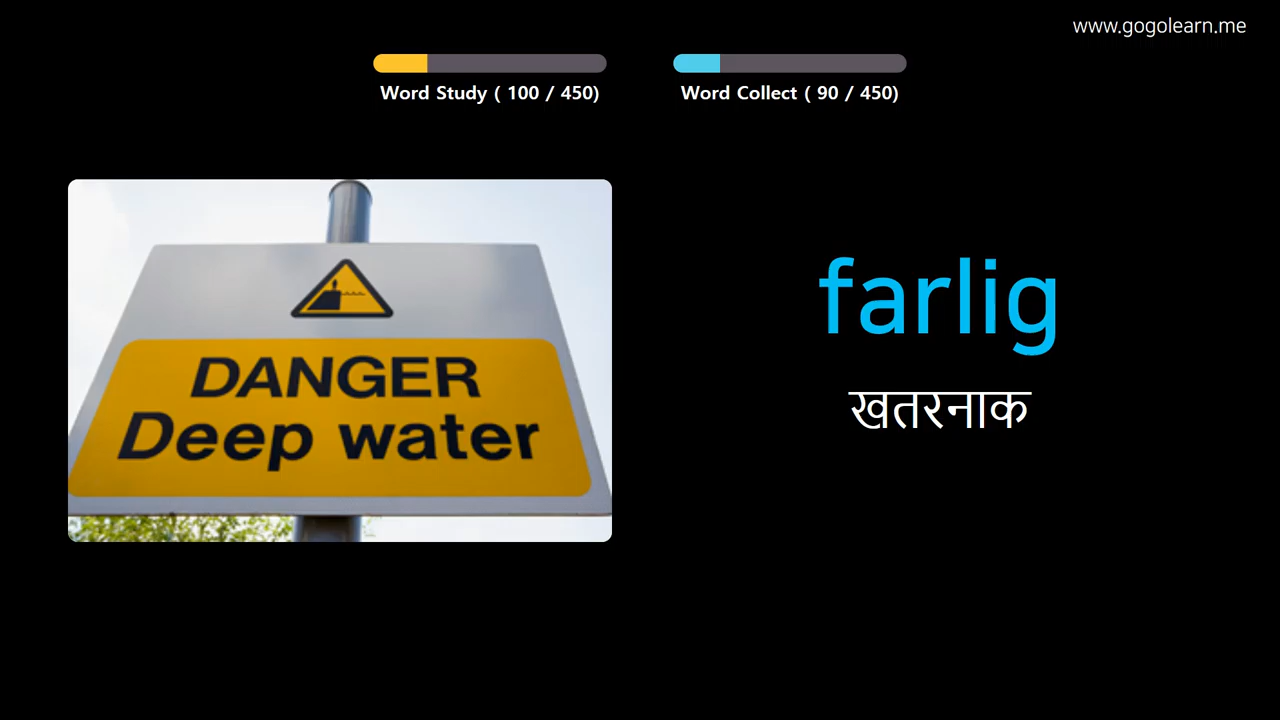 www.gogolearn.me
Word Study ( 100 / 450)
Word Collect ( 90 / 450)
DANGER
Deep water
farlig
खतरनाक